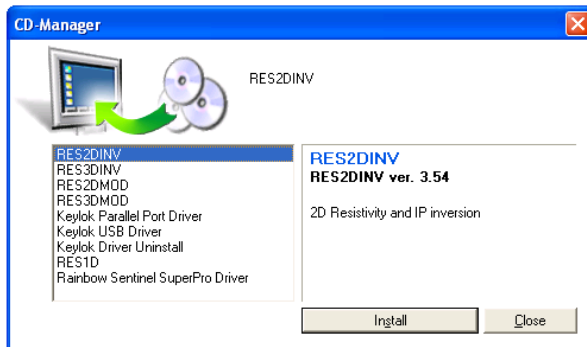 CD-Manager
RES2DINV
RES2DINV
RES3DINV
RES2DMOD
RES3DMOD
Keylok Parallel Port Driver
Keylok USB Driver
Keylok Driver Uninstall
RES1D
Rainbow Sentinel SuperPro Driver
RES2DINV
RES2DINV ver. 3.54
2D Resistivity and IP inversion
Install
Close